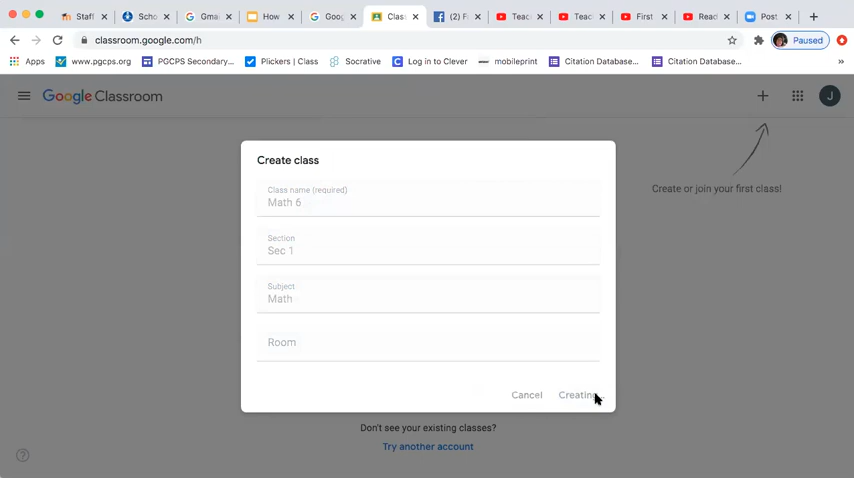 Staff
Scho
Gma
How
Goog
Class
(2) Fi
Teac
Teac
First
Read
Post
classroom.google.com/h
Paused
Apps
www.pgcps.org
PGCPS Secondary...
Plickers | Class
Socrative
Log in to Clever
mobileprint
Citation Database...
Citation Database...
»
Google Classroom
J
Create or join your first class!
Create class
Class name (required)
Math 6
Section
Sec 1
Subject
Math
Room
Cancel
Creating...
Don't see your existing classes?
Try another account